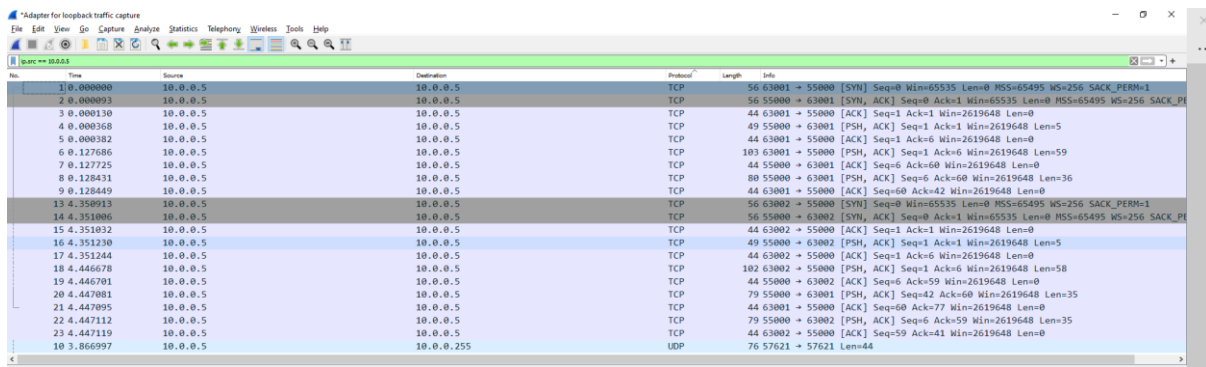 *Adapter for loopback traffic capture
File Edit View Go Capture Analyze Statistics Telephony Wireless Tools Help
ip.src == 10.0.0.5
No. Time Source Destination Protocol Length Info
1 0.000000 10.0.0.5 10.0.0.5 TCP 56 63001 → 55000 [SYN] Seq=0 Win=65535 Len=0 MSS=65495 WS=256 SACK_PERM=1
2 0.000093 10.0.0.5 10.0.0.5 TCP 56 55000 → 63001 [SYN, ACK] Seq=0 Ack=1 Win=65535 Len=0 MSS=65495 WS=256 SACK_PE
3 0.000130 10.0.0.5 10.0.0.5 TCP 44 63001 → 55000 [ACK] Seq=1 Ack=1 Win=2619648 Len=0
4 0.000368 10.0.0.5 10.0.0.5 TCP 49 55000 → 63001 [PSH, ACK] Seq=1 Ack=1 Win=2619648 Len=5
5 0.000382 10.0.0.5 10.0.0.5 TCP 44 63001 → 55000 [ACK] Seq=1 Ack=6 Win=2619648 Len=0
6 0.127686 10.0.0.5 10.0.0.5 TCP 103 63001 → 55000 [PSH, ACK] Seq=1 Ack=6 Win=2619648 Len=59
7 0.127725 10.0.0.5 10.0.0.5 TCP 44 55000 → 63001 [ACK] Seq=6 Ack=60 Win=2619648 Len=0
8 0.128431 10.0.0.5 10.0.0.5 TCP 80 55000 → 63001 [PSH, ACK] Seq=6 Ack=60 Win=2619648 Len=36
9 0.128449 10.0.0.5 10.0.0.5 TCP 44 63001 → 55000 [ACK] Seq=60 Ack=42 Win=2619648 Len=0
13 4.350913 10.0.0.5 10.0.0.5 TCP 56 63002 → 55000 [SYN] Seq=0 Win=65535 Len=0 MSS=65495 WS=256 SACK_PERM=1
14 4.351006 10.0.0.5 10.0.0.5 TCP 56 55000 → 63002 [SYN, ACK] Seq=0 Ack=1 Win=65535 Len=0 MSS=65495 WS=256 SACK_PE
15 4.351032 10.0.0.5 10.0.0.5 TCP 44 63002 → 55000 [ACK] Seq=1 Ack=1 Win=2619648 Len=0
16 4.351230 10.0.0.5 10.0.0.5 TCP 49 55000 → 63002 [PSH, ACK] Seq=1 Ack=1 Win=2619648 Len=5
17 4.351244 10.0.0.5 10.0.0.5 TCP 44 63002 → 55000 [ACK] Seq=1 Ack=6 Win=2619648 Len=0
18 4.446678 10.0.0.5 10.0.0.5 TCP 102 63002 → 55000 [PSH, ACK] Seq=1 Ack=6 Win=2619648 Len=58
19 4.446701 10.0.0.5 10.0.0.5 TCP 44 55000 → 63002 [ACK] Seq=6 Ack=59 Win=2619648 Len=0
20 4.447081 10.0.0.5 10.0.0.5 TCP 79 55000 → 63001 [PSH, ACK] Seq=42 Ack=60 Win=2619648 Len=35
21 4.447095 10.0.0.5 10.0.0.5 TCP 44 63001 → 55000 [ACK] Seq=60 Ack=77 Win=2619648 Len=0
22 4.447112 10.0.0.5 10.0.0.5 TCP 79 55000 → 63002 [PSH, ACK] Seq=6 Ack=59 Win=2619648 Len=35
23 4.447119 10.0.0.5 10.0.0.5 TCP 44 63002 → 55000 [ACK] Seq=59 Ack=41 Win=2619648 Len=0
10 3.866997 10.0.0.5 10.0.0.255 UDP 76 57621 → 57621 Len=44